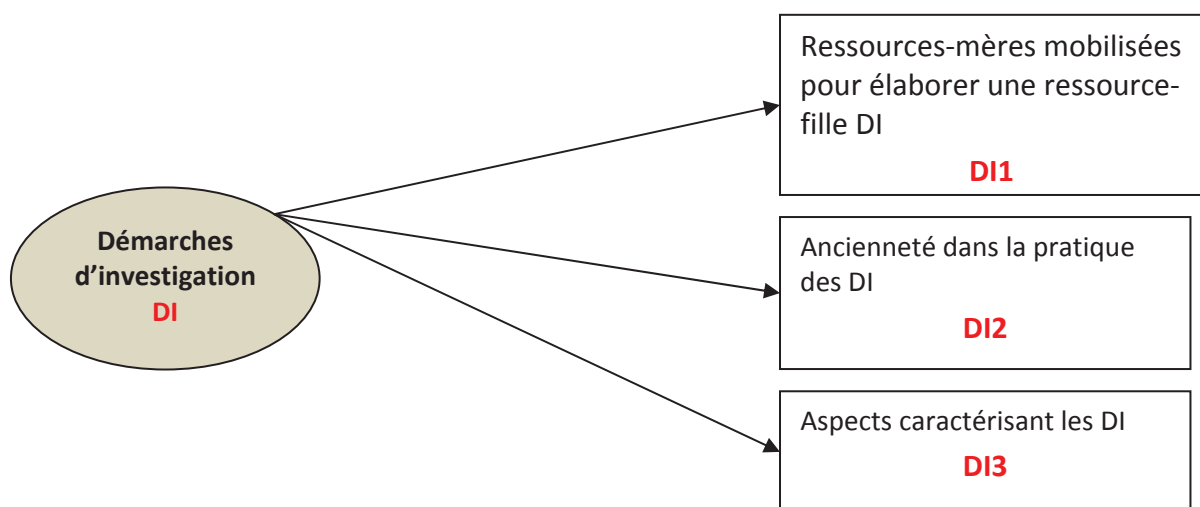 Ressources-mères mobilisées
pour élaborer une ressource-
fille DI
DI1
Démarches
d’investigation
DI
Ancienneté dans la pratique
des DI
DI2
Aspects caractérisant les DI
DI3